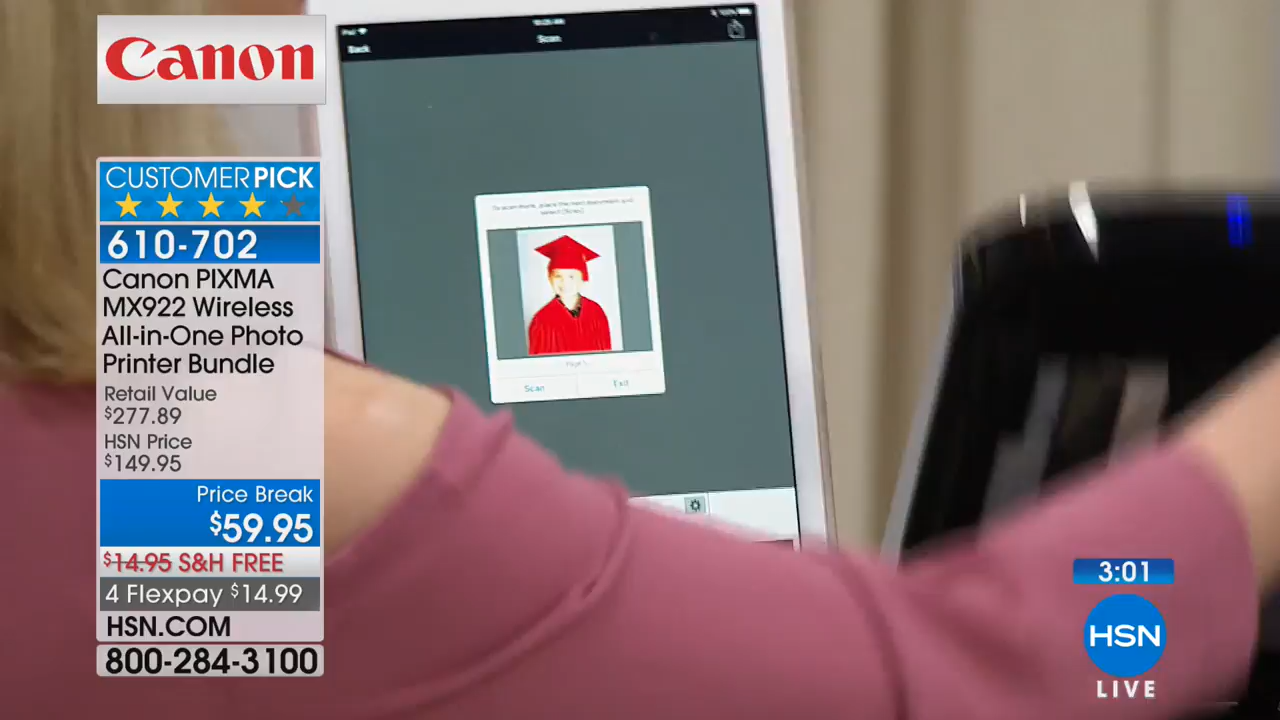 Canon
CUSTOMER PICK
610-702
Canon PIXMA
MX922 Wireless
All-in-One Photo
Printer Bundle
Retail Value
$277.89
HSN Price
$149.95
Price Break
$59.95
$14.95 S&H FREE
4 Flexpay $14.99
HSN.COM
800-284-3100
Back
Scan
Scan
Exit
3:01
HSN
LIVE